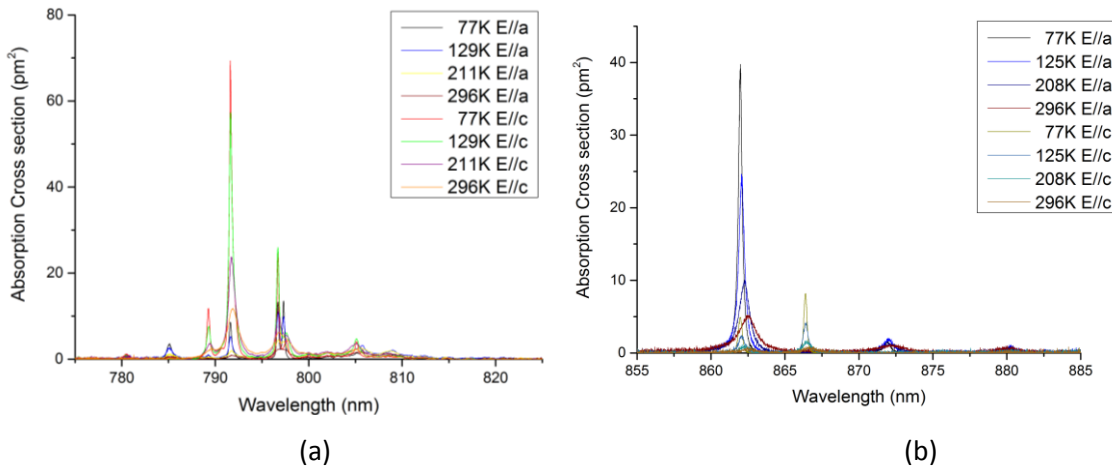 Absorption Cross section (pm²)
80
60
40
20
0
780
790
800
810
820
Wavelength (nm)
77K E//a
129K E//a
211K E//a
296K E//a
77K E//c
129K E//c
211K E//c
296K E//c
(a)
Absorption Cross section (pm²)
40
30
20
10
0
855
860
865
870
875
880
885
Wavelength (nm)
77K E//a
125K E//a
208K E//a
296K E//a
77K E//c
125K E//c
208K E//c
296K E//c
(b)